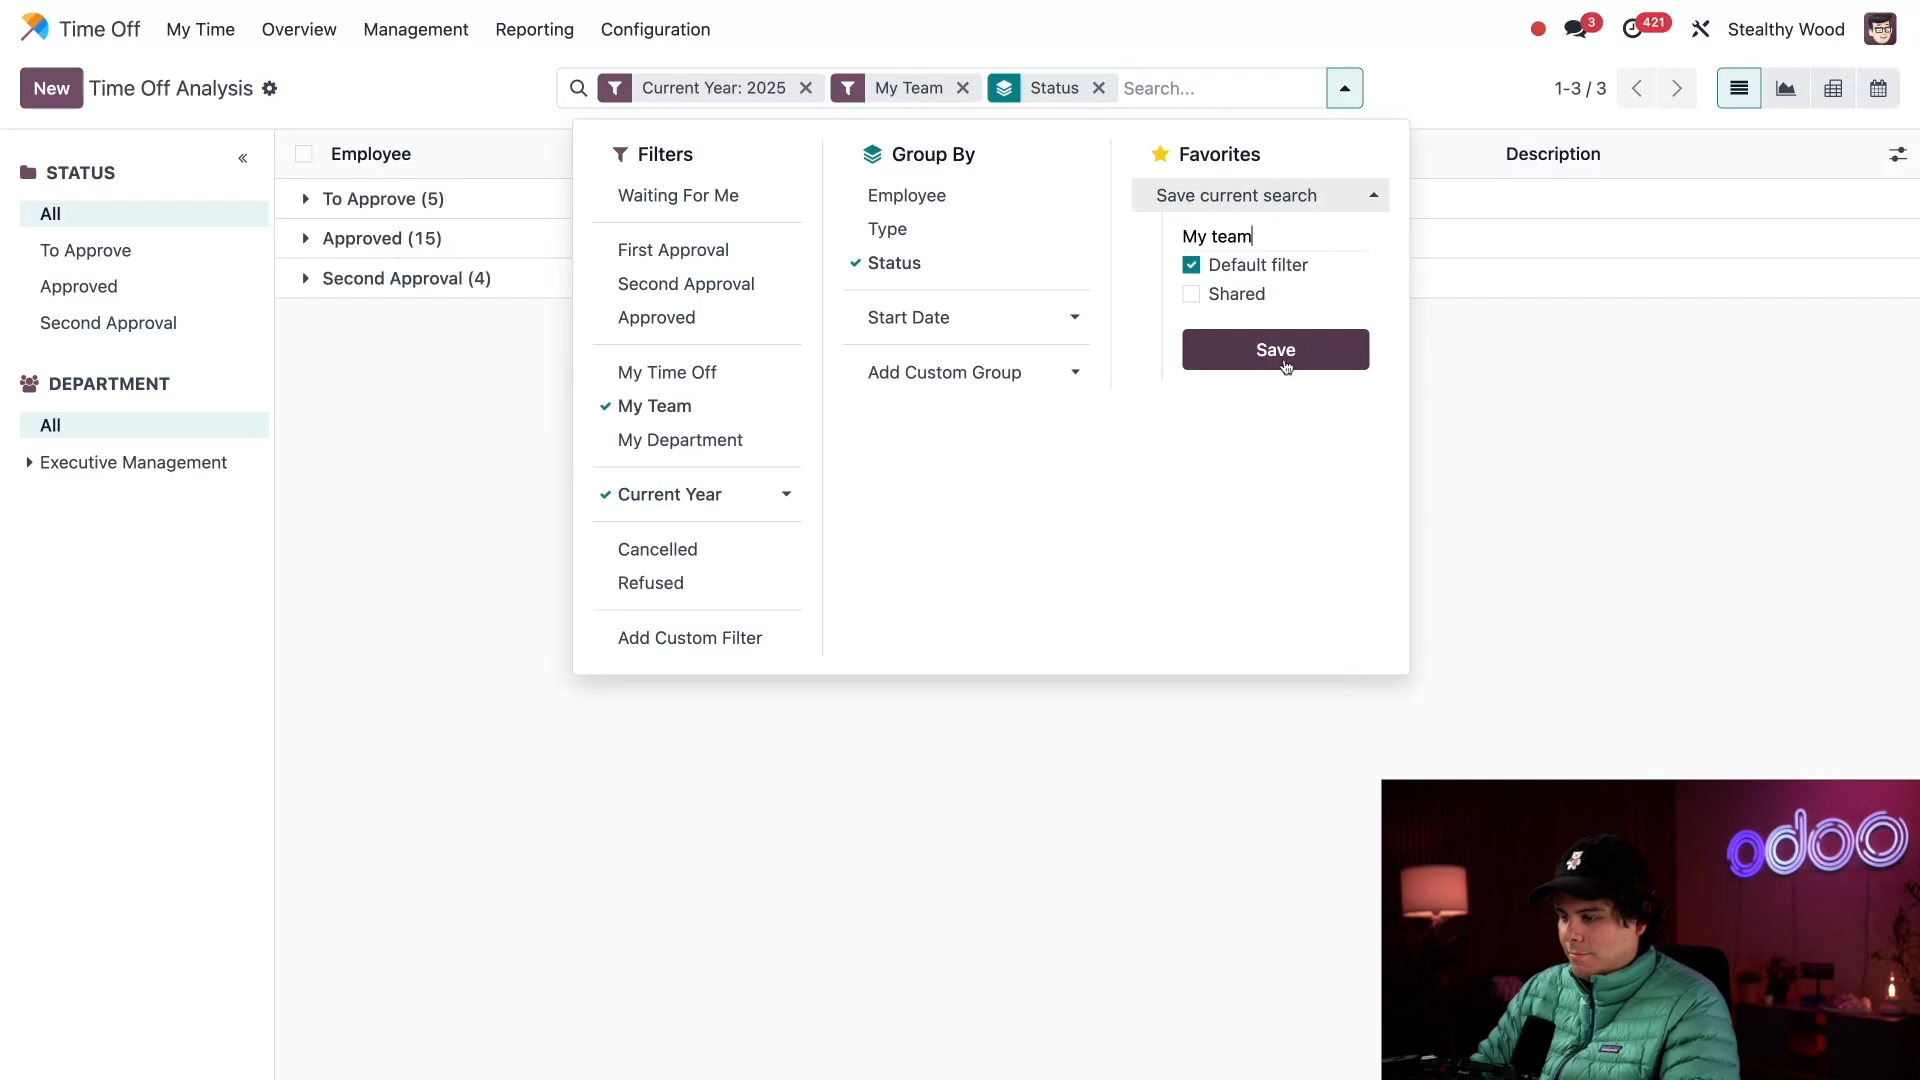 Time Off My Time Overview Management Reporting Configuration 3 421 Stealthy Wood
New Time Off Analysis Current Year: 2025 My Team Status Search... 1-3 / 3
STATUS
All
To Approve
Approved
Second Approval
DEPARTMENT
All
Executive Management
Employee
To Approve (5)
Approved (15)
Second Approval (4)
Description
Filters
Waiting For Me
First Approval
Second Approval
Approved
My Time Off
My Team
My Department
Current Year
Cancelled
Refused
Add Custom Filter
Group By
Employee
Type
Status
Start Date
Add Custom Group
Favorites
Save current search
My team
Default filter
Shared
Save
odoo